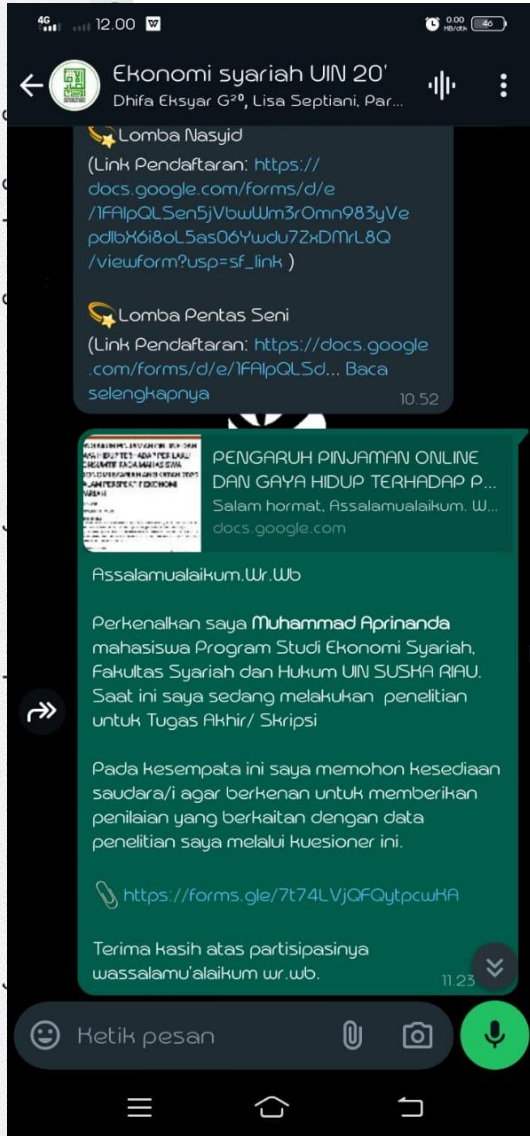 4G 12.00 W 0.00 46
Ekonomi syariah UIN 20'
Dhifa Eksyar G²⁰, Lisa Septiani, Par...
Lomba Nasyid
(Link Pendaftaran: https://
docs.google.com/forms/d/e
/1FAIpQLSen5jVbwWm3rOmn983yVe
pdlbX6i8oL5as06Ywdu7ZxDMrL8Q
/viewform?usp=sf_link )
Lomba Pentas Seni
(Link Pendaftaran: https://docs.google
.com/forms/d/e/1FAIpQLSd... Baca
selengkapnya 10.52
PENGARUH PINJAMAN ONLINE
DAN GAYA HIDUP TERHADAP P...
Salam hormat, Assalamualaikum. W...
docs.google.com
Assalamualaikum.Wr.Wb
Perkenalkan saya Muhammad Aprinanda
mahasiswa Program Studi Ekonomi Syariah,
Fakultas Syariah dan Hukum UIN SUSKA RIAU.
Saat ini saya sedang melakukan penelitian
untuk Tugas Akhir/ Skripsi
Pada kesempata ini saya memohon kesediaan
saudara/i agar berkenan untuk memberikan
penilaian yang berkaitan dengan data
penelitian saya melalui kuesioner ini.
https://forms.gle/7t74LVjQFQytpcwKA
Terima kasih atas partisipasinya
wassalamu'alaikum wr.wb. 11.23
Ketik pesan